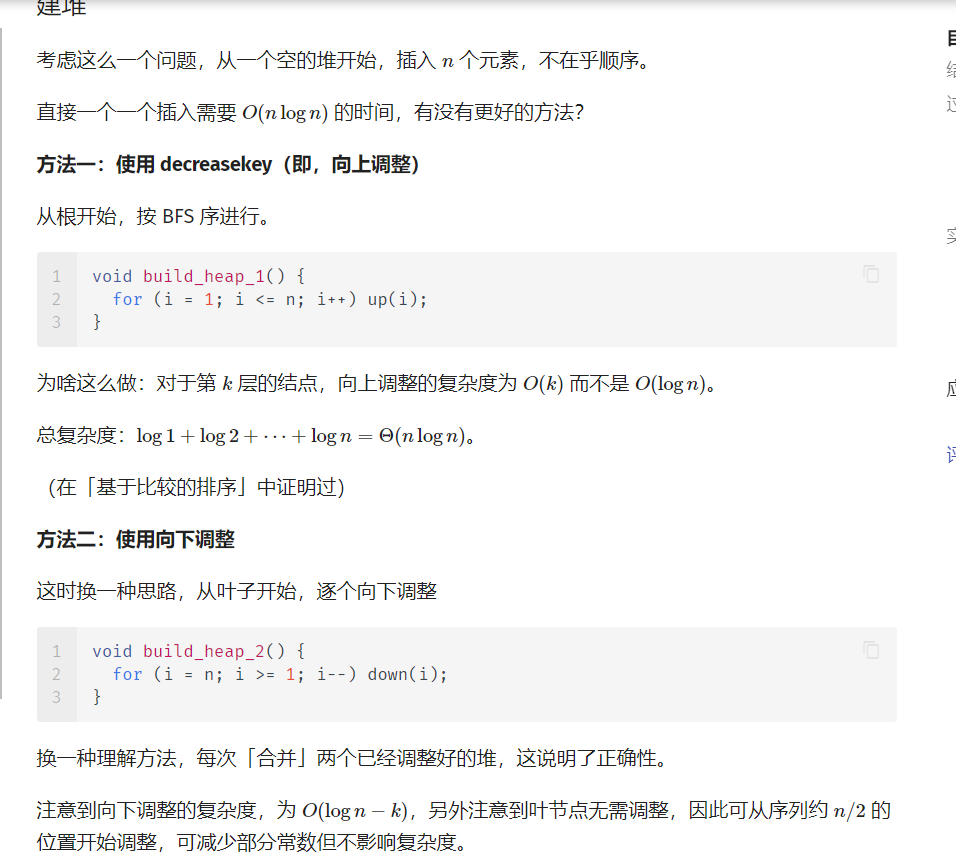 建堆
考虑这么一个问题，从一个空的堆开始，插入 n 个元素，不在乎顺序。
直接一个一个插入需要 O(n log n) 的时间，有没有更好的方法？
方法一：使用 decreasekey（即，向上调整）
从根开始，按 BFS 序进行。
1 void build_heap_1() {
2   for (i = 1; i <= n; i++) up(i);
3 }
为啥这么做：对于第 k 层的结点，向上调整的复杂度为 O(k) 而不是 O(log n)。
总复杂度：log 1 + log 2 + ⋯ + log n = Θ(n log n)。
（在「基于比较的排序」中证明过）
方法二：使用向下调整
这时换一种思路，从叶子开始，逐个向下调整
1 void build_heap_2() {
2   for (i = n; i >= 1; i--) down(i);
3 }
换一种理解方法，每次「合并」两个已经调整好的堆，这说明了正确性。
注意到向下调整的复杂度，为 O(log n − k)，另外注意到叶节点无需调整，因此可从序列约 n/2 的
位置开始调整，可减少部分常数但不影响复杂度。